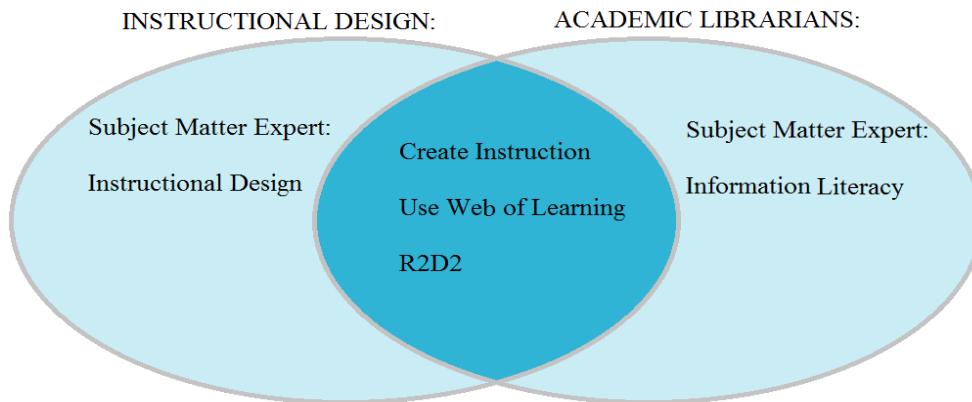 INSTRUCTIONAL DESIGN:
ACADEMIC LIBRARIANS:
Subject Matter Expert:
Instructional Design
Create Instruction
Use Web of Learning
R2D2
Subject Matter Expert:
Information Literacy